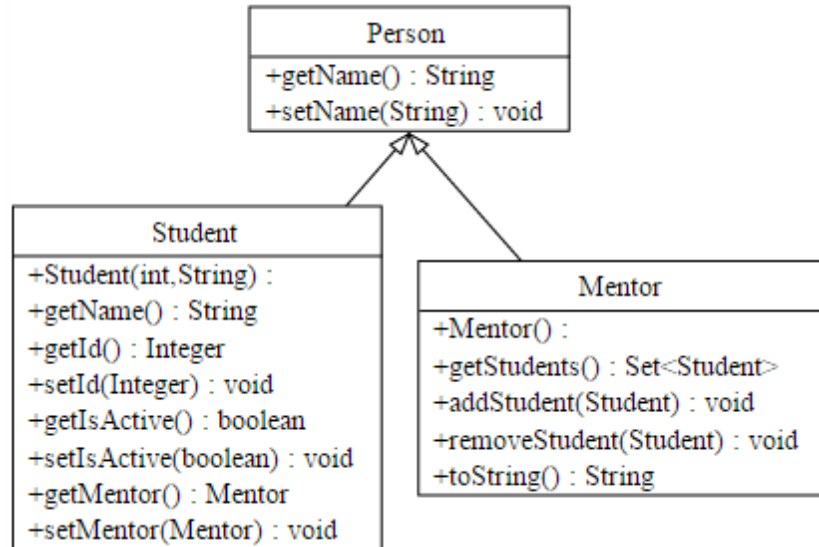 Person
+getName() : String
+setName(String) : void
Student
+Student(int,String) :
+getName() : String
+getId() : Integer
+setId(Integer) : void
+getIsActive() : boolean
+setIsActive(boolean) : void
+getMentor() : Mentor
+setMentor(Mentor) : void
Mentor
+Mentor() :
+getStudents() : Set<Student>
+addStudent(Student) : void
+removeStudent(Student) : void
+toString() : String